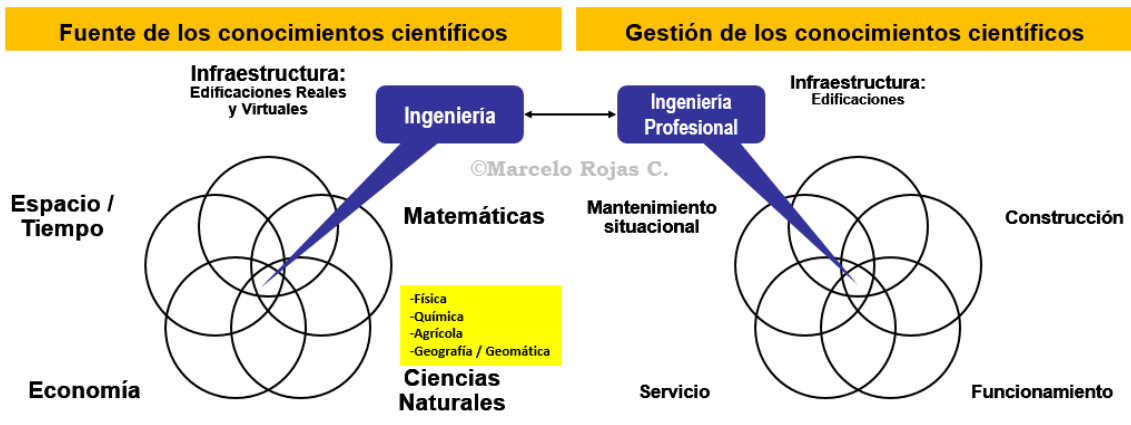 Fuente de los conocimientos científicos
Gestión de los conocimientos científicos
Infraestructura:
Edificaciones Reales
y Virtuales
Ingeniería
Ingeniería
Profesional
Infraestructura:
Edificaciones
©Marcelo Rojas C.
Espacio /
Tiempo
Matemáticas
Mantenimiento
situacional
Construcción
-Física
-Química
-Agrícola
-Geografía / Geomática
Economía
Ciencias
Naturales
Servicio
Funcionamiento